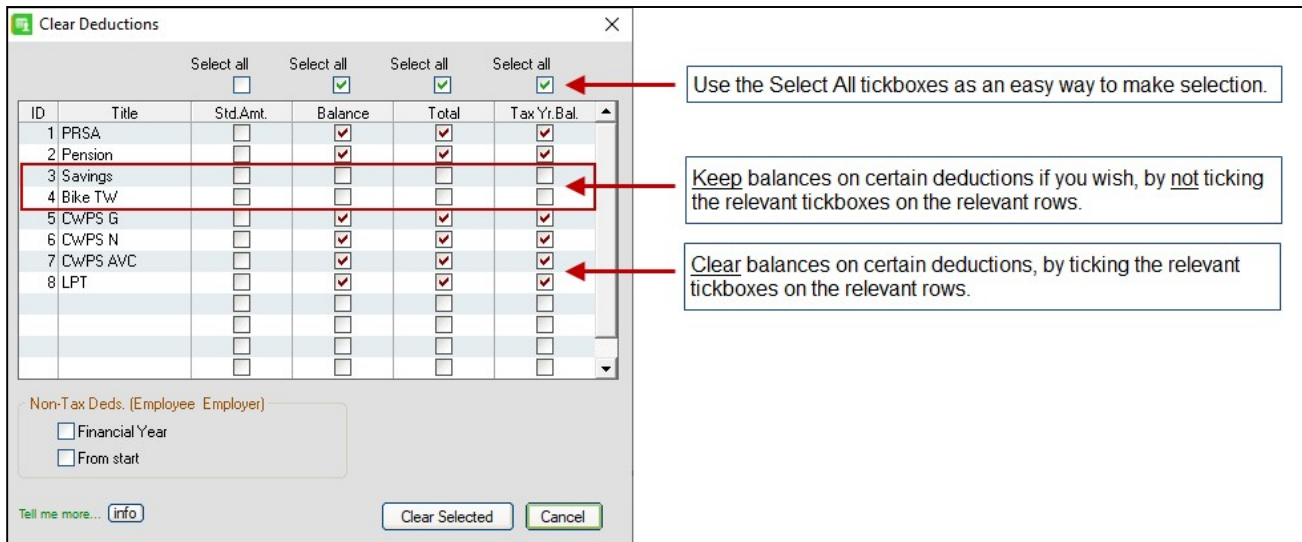 Clear Deductions
Select all Select all Select all Select all
Use the Select All tickboxes as an easy way to make selection.
ID Title Std.Amt. Balance Total Tax Yr.Bal.
1 PRSA
2 Pension
3 Savings
4 Bike TW
Keep balances on certain deductions if you wish, by not ticking
the relevant tickboxes on the relevant rows.
5 CWPS G
6 CWPS N
7 CWPS AVC
8 LPT
Clear balances on certain deductions, by ticking the relevant
tickboxes on the relevant rows.
Non-Tax Deds. (Employee Employer)
Financial Year
From start
Tell me more... info Clear Selected Cancel